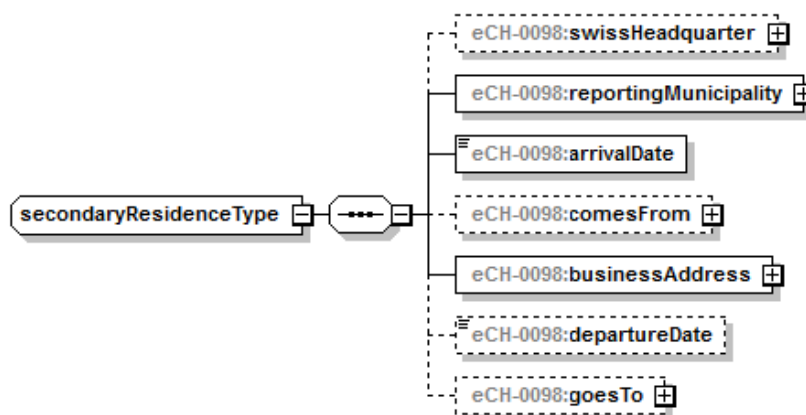 eCH-0098:swissHeadquarter
eCH-0098:reportingMunicipality
eCH-0098:arrivalDate
secondaryResidenceType
eCH-0098:comesFrom
eCH-0098:businessAddress
eCH-0098:departureDate
eCH-0098:goesTo